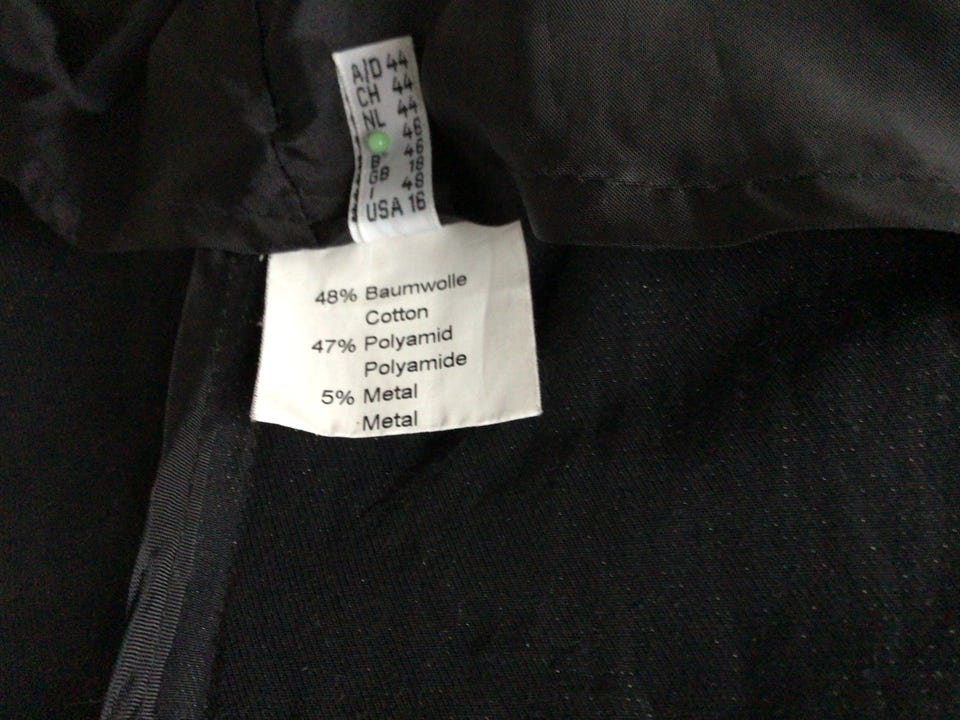 A/D 44
CH 44
NL 44
46
B 46
GB 18
I
USA 16
48% Baumwolle
Cotton
47% Polyamid
Polyamide
5% Metal
Metal